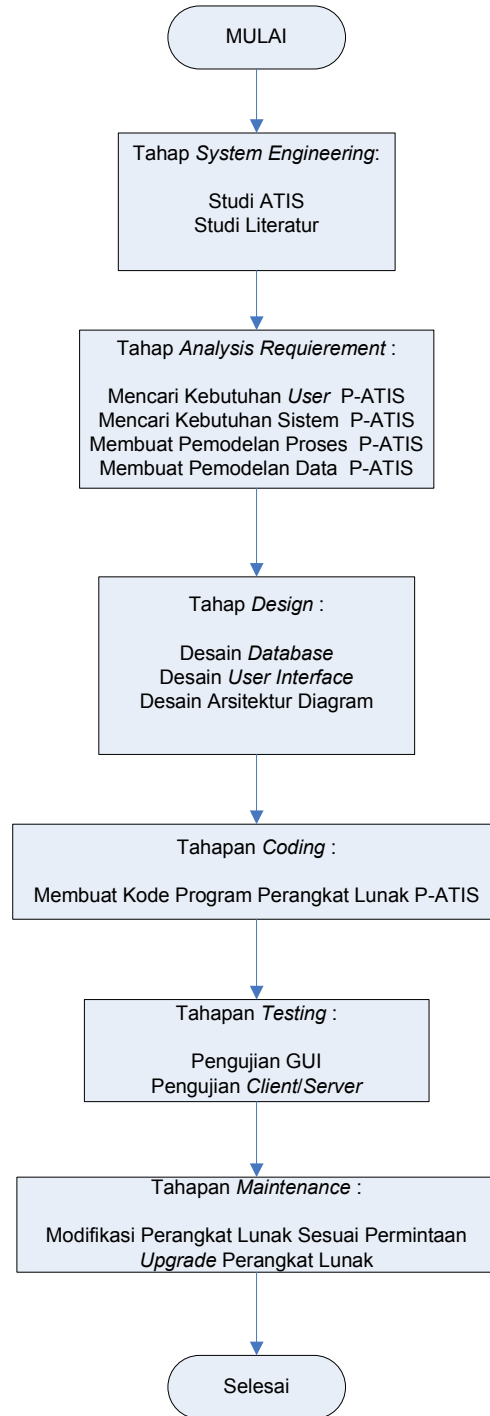 MULAI
Tahap System Engineering:
Studi ATIS
Studi Literatur
Tahap Analysis Requierement :
Mencari Kebutuhan User P-ATIS
Mencari Kebutuhan Sistem P-ATIS
Membuat Pemodelan Proses P-ATIS
Membuat Pemodelan Data P-ATIS
Tahap Design :
Desain Database
Desain User Interface
Desain Arsitektur Diagram
Tahapan Coding :
Membuat Kode Program Perangkat Lunak P-ATIS
Tahapan Testing :
Pengujian GUI
Pengujian Client/Server
Tahapan Maintenance :
Modifikasi Perangkat Lunak Sesuai Permintaan
Upgrade Perangkat Lunak
Selesai